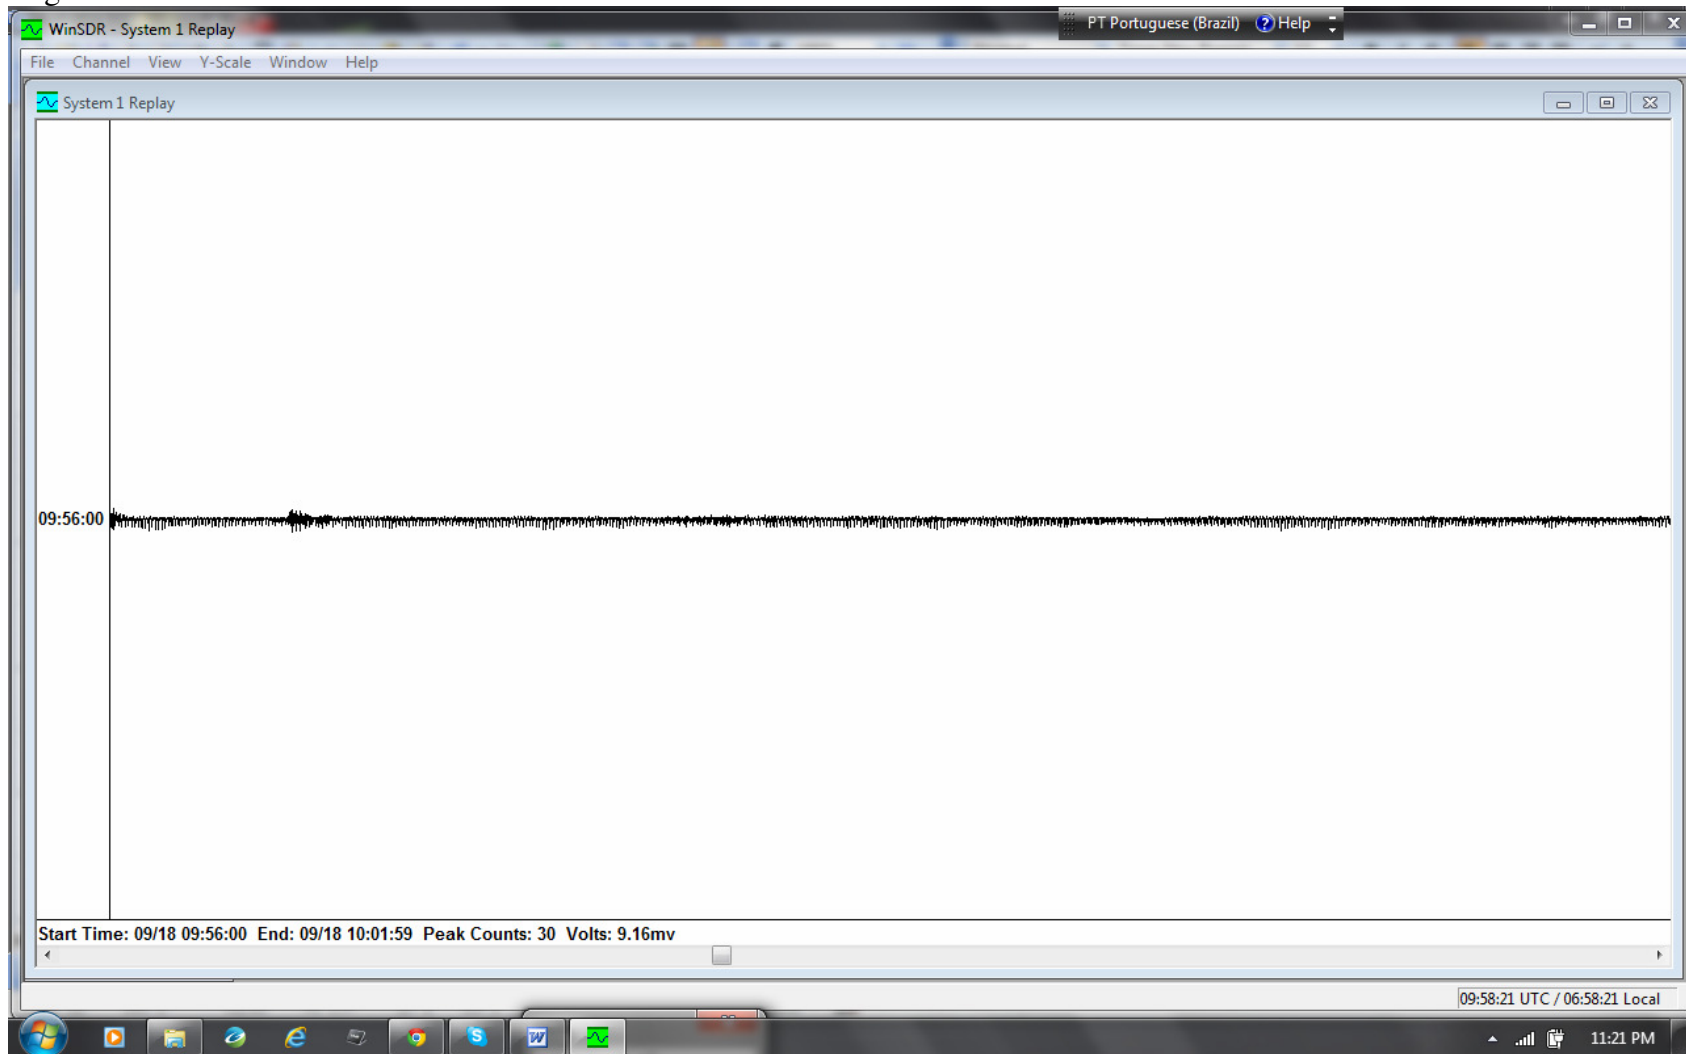 WinSDR - System 1 Replay
PT Portuguese (Brazil) Help
File Channel View Y-Scale Window Help
System 1 Replay
09:56:00
Start Time: 09/18 09:56:00 End: 09/18 10:01:59 Peak Counts: 30 Volts: 9.16mv
09:58:21 UTC / 06:58:21 Local
11:21 PM